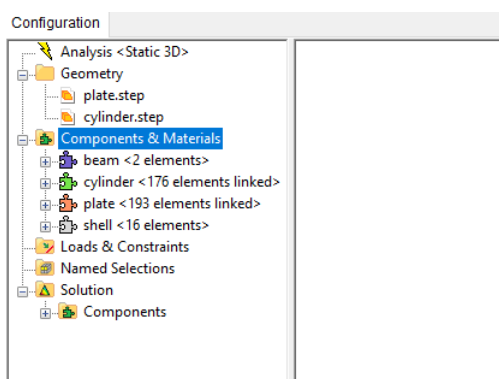 Configuration
Analysis <Static 3D>
Geometry
plate.step
cylinder.step
Components & Materials
beam <2 elements>
cylinder <176 elements linked>
plate <193 elements linked>
shell <16 elements>
Loads & Constraints
Named Selections
Solution
Components